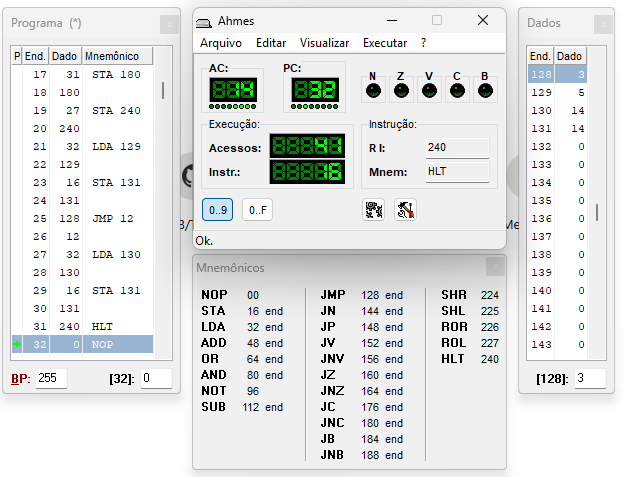 Programa (*)
P End. Dado Mnemônico
17 31 STA 180
18 180
19 27 STA 240
20 240
21 32 LDA 129
22 129
23 16 STA 131
24 131
25 128 JMP 12
26 12
27 32 LDA 130
28 130
29 16 STA 131
30 131
31 240 HLT
32 0 NOP
BP: 255 [32]: 0
Ahmes
Arquivo Editar Visualizar Executar ?
AC: PC: N Z V C B
14 32
Execução: Instrução:
Acessos: 41 R I: 240
Instr.: 16 Mnem: HLT
0..9 0..F
Ok.
Mnemônicos
NOP 00 JMP 128 end SHR 224
STA 16 end JN 144 end SHL 225
LDA 32 end JP 148 end ROR 226
ADD 48 end JV 152 end ROL 227
OR 64 end JNV 156 end HLT 240
AND 80 end JZ 160 end
NOT 96 JNZ 164 end
SUB 112 end JC 176 end
JNC 180 end
JB 184 end
JNB 188 end
Dados
End. Dado
128 3
129 5
130 14
131 14
132 0
133 0
134 0
135 0
136 0
137 0
138 0
139 0
140 0
141 0
142 0
143 0
[128]: 3